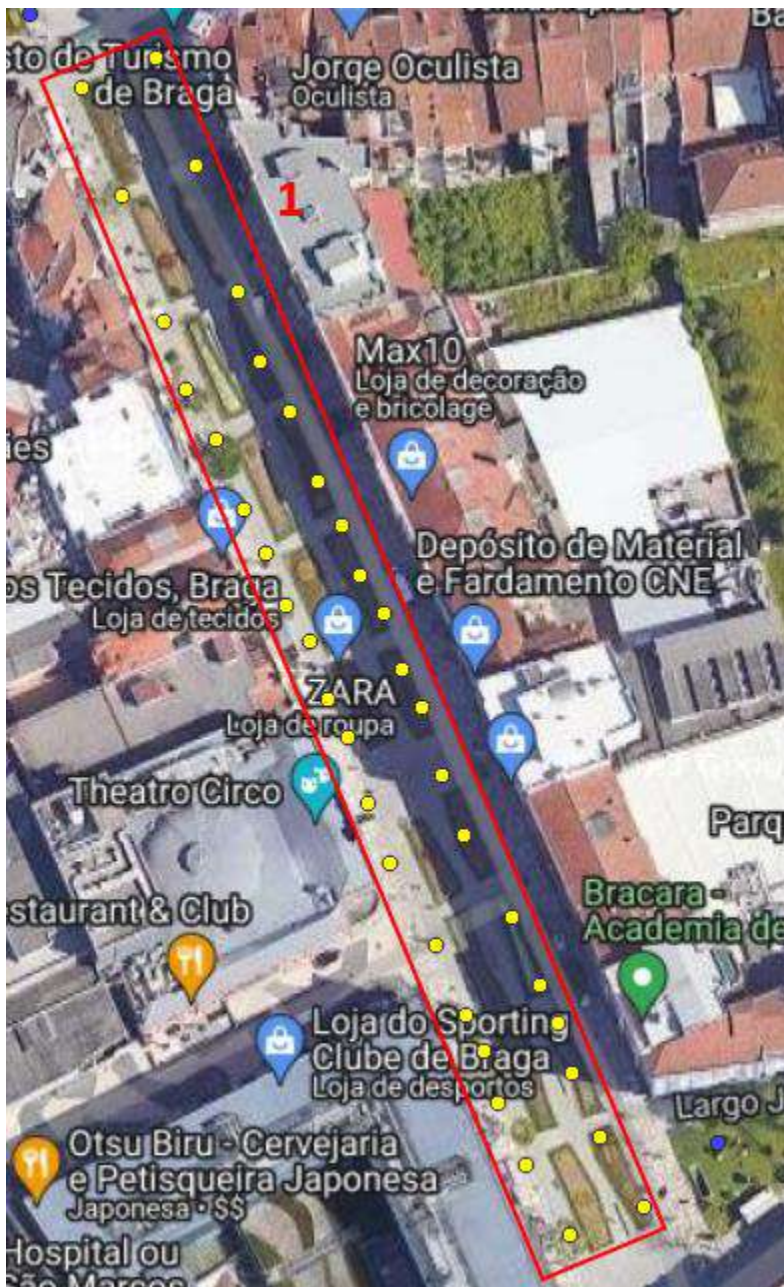 sto de Turismo
de Braga
Jorge Oculista
Oculista
1
Max10
Loja de decoração
e bricolage
Depósito de Material
e Fardamento CNE
os Tecidos, Braga
Loja de tecidos
ZARA
Loja de roupa
Theatro Circo
Parq
staurant & Club
Bracara -
Academia de
Loja do Sporting
Clube de Braga
Loja de desportos
Largo J
Otsu Biru - Cervejaria
e Petisqueira Japonesa
Japonesa • $$
Hospital ou
São Marcos